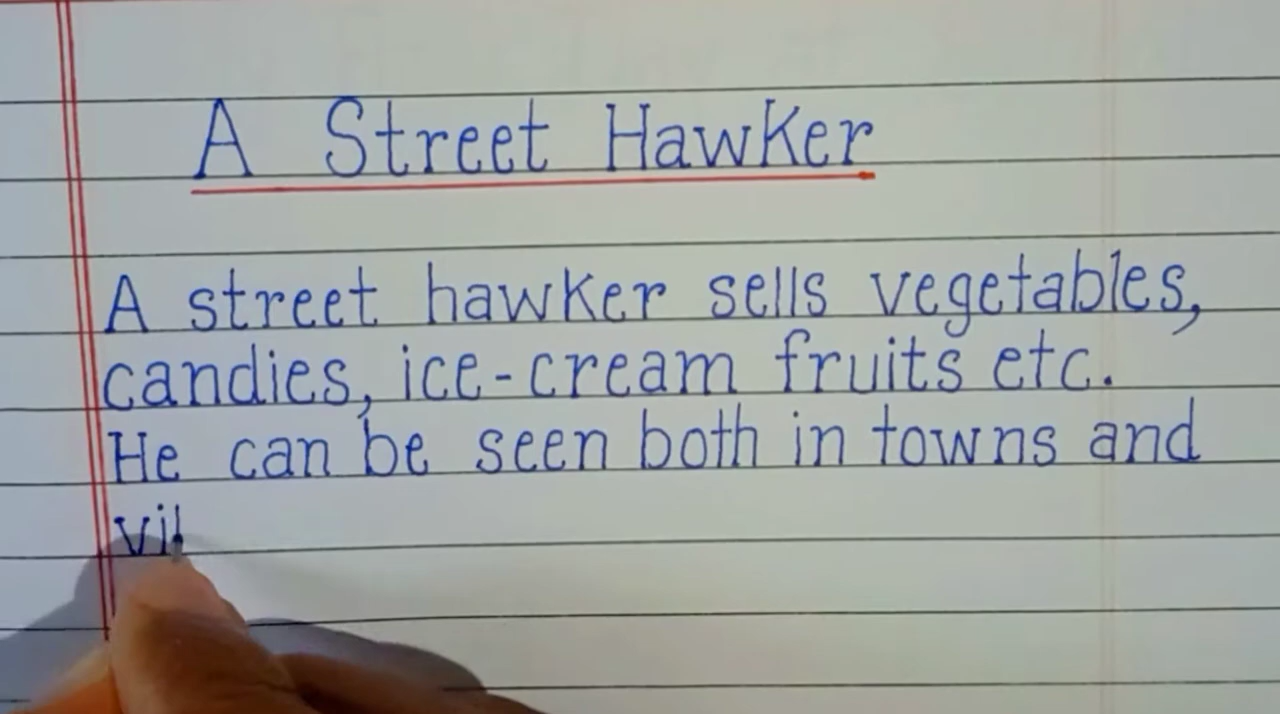 A Street Hawker
A street hawker sells vegetables,
candies, ice-cream fruits etc.
He can be seen both in towns and
vil